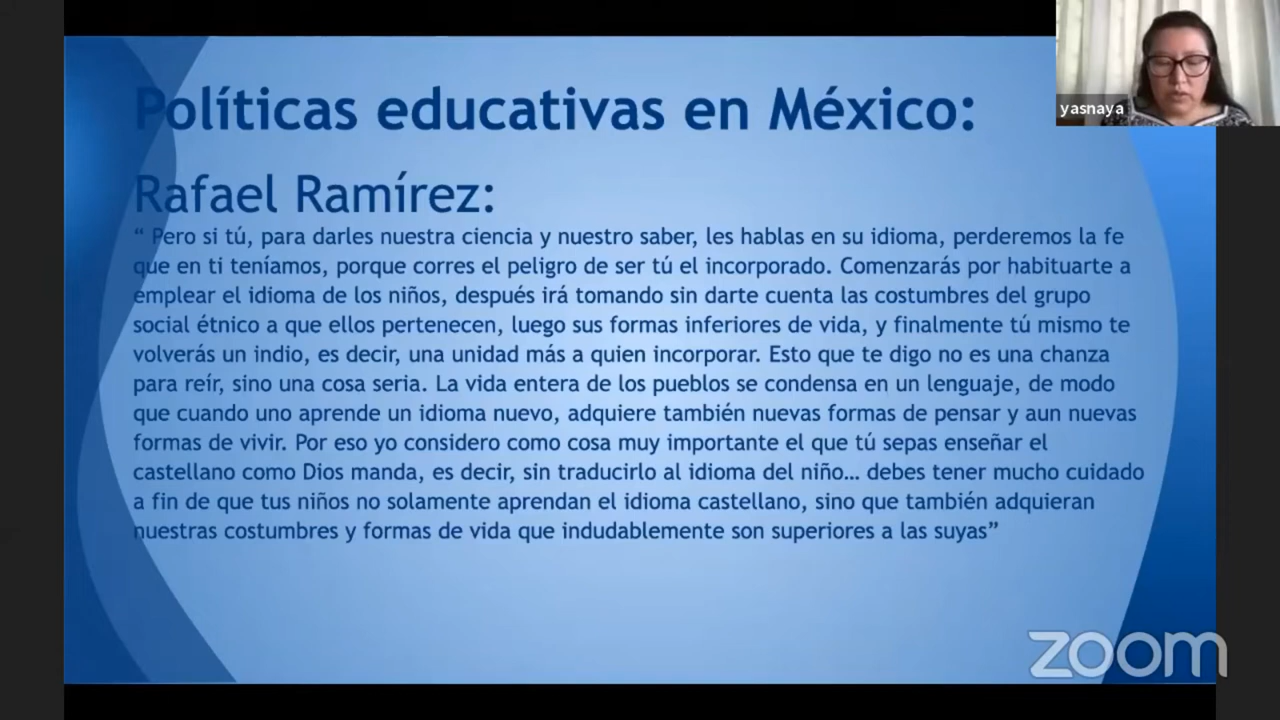 Políticas educativas en México:
yasnaya
Rafael Ramírez:
“ Pero si tú, para darles nuestra ciencia y nuestro saber, les hablas en su idioma, perderemos la fe
que en ti teníamos, porque corres el peligro de ser tú el incorporado. Comenzarás por habituarte a
emplear el idioma de los niños, después irá tomando sin darte cuenta las costumbres del grupo
social étnico a que ellos pertenecen, luego sus formas inferiores de vida, y finalmente tú mismo te
volverás un indio, es decir, una unidad más a quien incorporar. Esto que te digo no es una chanza
para reír, sino una cosa seria. La vida entera de los pueblos se condensa en un lenguaje, de modo
que cuando uno aprende un idioma nuevo, adquiere también nuevas formas de pensar y aun nuevas
formas de vivir. Por eso yo considero como cosa muy importante el que tú sepas enseñar el
castellano como Dios manda, es decir, sin traducirlo al idioma del niño… debes tener mucho cuidado
a fin de que tus niños no solamente aprendan el idioma castellano, sino que también adquieran
nuestras costumbres y formas de vida que indudablemente son superiores a las suyas”
zoom